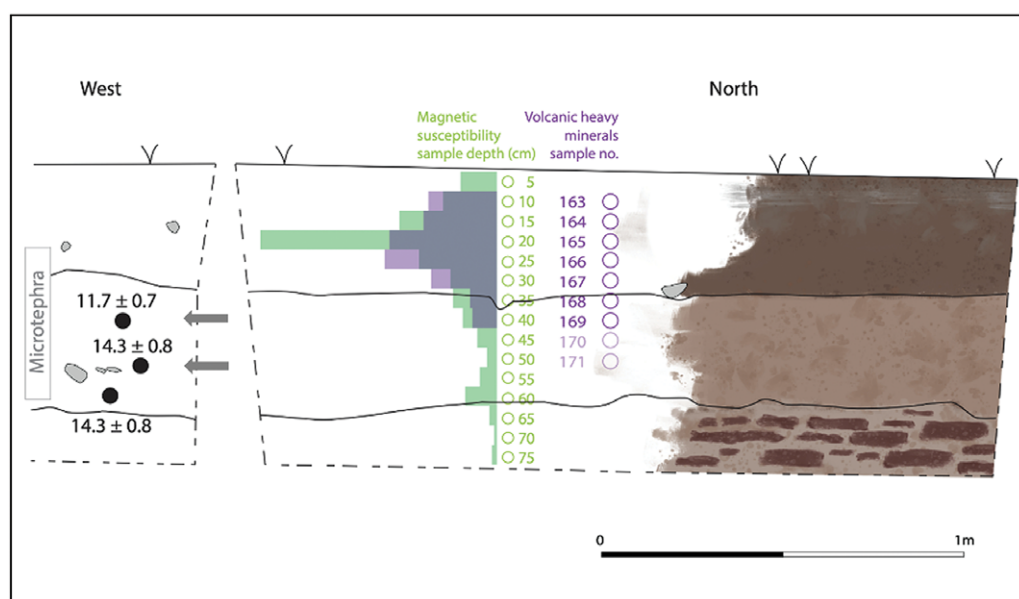 West
North
Magnetic
susceptibility
sample depth (cm)
Volcanic heavy
minerals
sample no.
5
10
15
20
25
30
35
40
45
50
55
60
65
70
75
163
164
165
166
167
168
169
170
171
Microtephra
11.7 ± 0.7
14.3 ± 0.8
14.3 ± 0.8
0
1m